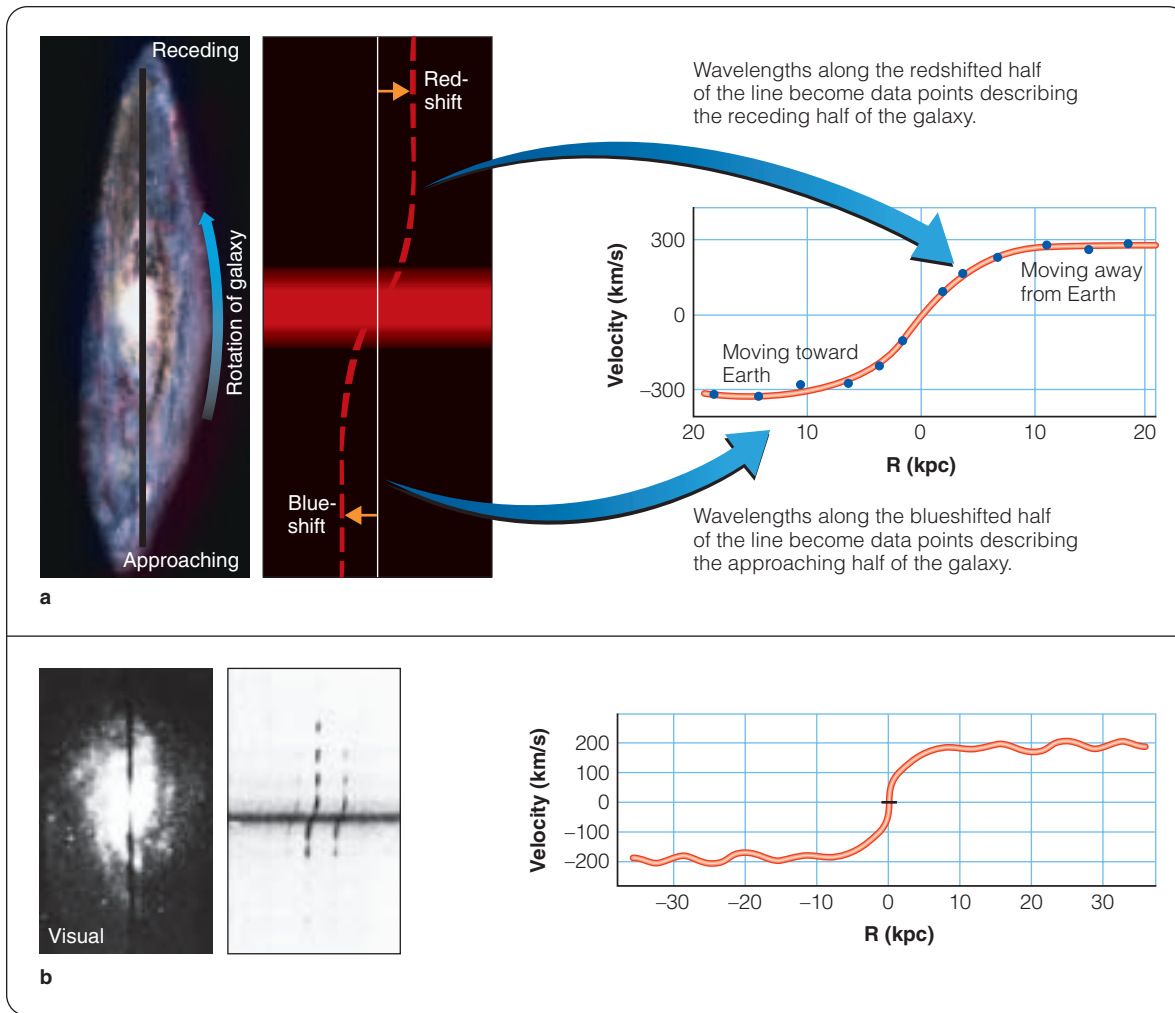 Receding
Rotation of galaxy
Approaching
Red-
shift
Blue-
shift
Wavelengths along the redshifted half
of the line become data points describing
the receding half of the galaxy.
Velocity (km/s)
300
0
–300
Moving away
from Earth
Moving toward
Earth
20 10 0 10 20
R (kpc)
Wavelengths along the blueshifted half
of the line become data points describing
the approaching half of the galaxy.
a
Visual
b
Velocity (km/s)
200
100
0
–100
–200
–30 –20 –10 0 10 20 30
R (kpc)